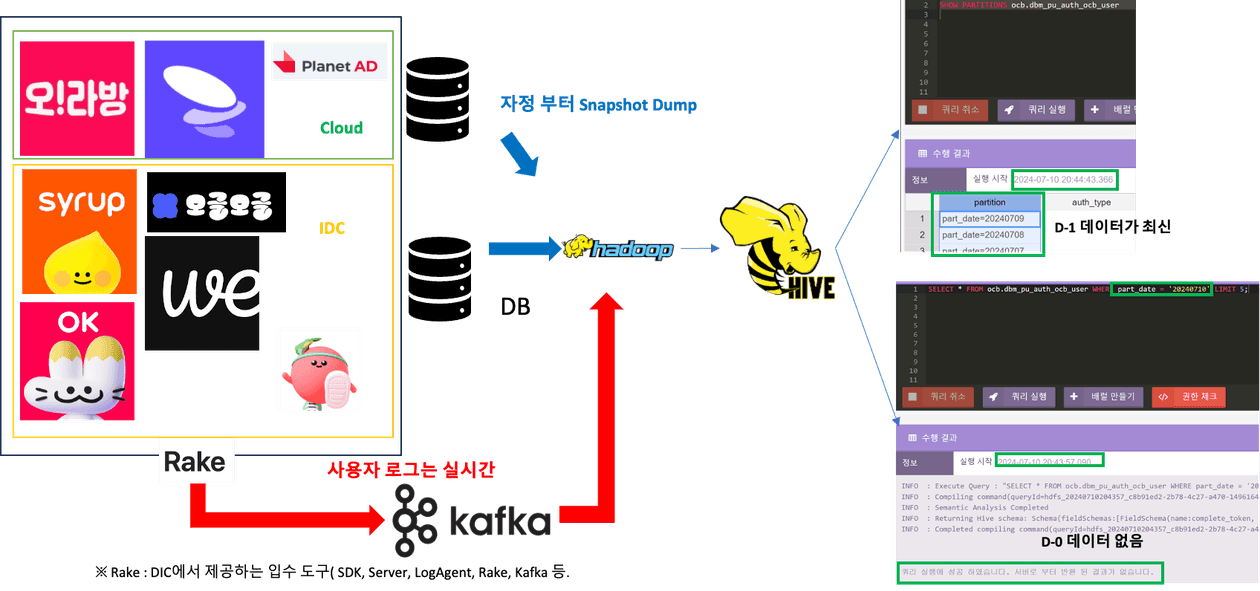 오!라방
Planet AD
Cloud
syrup
오글오글
IDC
we
OK
자정 부터 Snapshot Dump
hadoop
HIVE
DB
Rake
사용자 로그는 실시간
kafka
※ Rake : DIC에서 제공하는 입수 도구( SDK, Server, LogAgent, Rake, Kafka 등.
2 SHOW PARTITIONS ocb.dbm_pu_auth_ocb_user
3
4
5
6
7
8
9
10
11
쿼리 취소 쿼리 실행 배럴 만
수행 결과
정보 실행 시작 2024-07-10 20:44:43.366
partition auth_type
1 part_date=20240709
2 part_date=20240708
3 part_date=20240707
D-1 데이터가 최신
1 SELECT * FROM ocb.dbm_pu_auth_ocb_user WHERE part_date = '20240710' LIMIT 5;
2
3
4
5
6
7
8
9
10
11
쿼리 취소 쿼리 실행 배럴 만들기 권한 체크
수행 결과
정보 실행 시작 2024-07-10 20:43:57.090
INFO : Execute Query : "SELECT * FROM ocb.dbm_pu_auth_ocb_user WHERE part_date = '20
INFO : Compiling command(queryId=hdfs_20240710204357_c8b91ed2-2b78-4c27-a470-1496164
INFO : Semantic Analysis Completed
INFO : Returning Hive schema: Schema(fieldSchemas:[FieldSchema(name:complete_token,
INFO : Completed compiling command(queryId=hdfs_20240710204357_c8b91ed2-2b78-4c27-a4
D-0 데이터 없음
쿼리 실행에 성공 하였습니다. 서버로 부터 반환 된 결과가 없습니다.